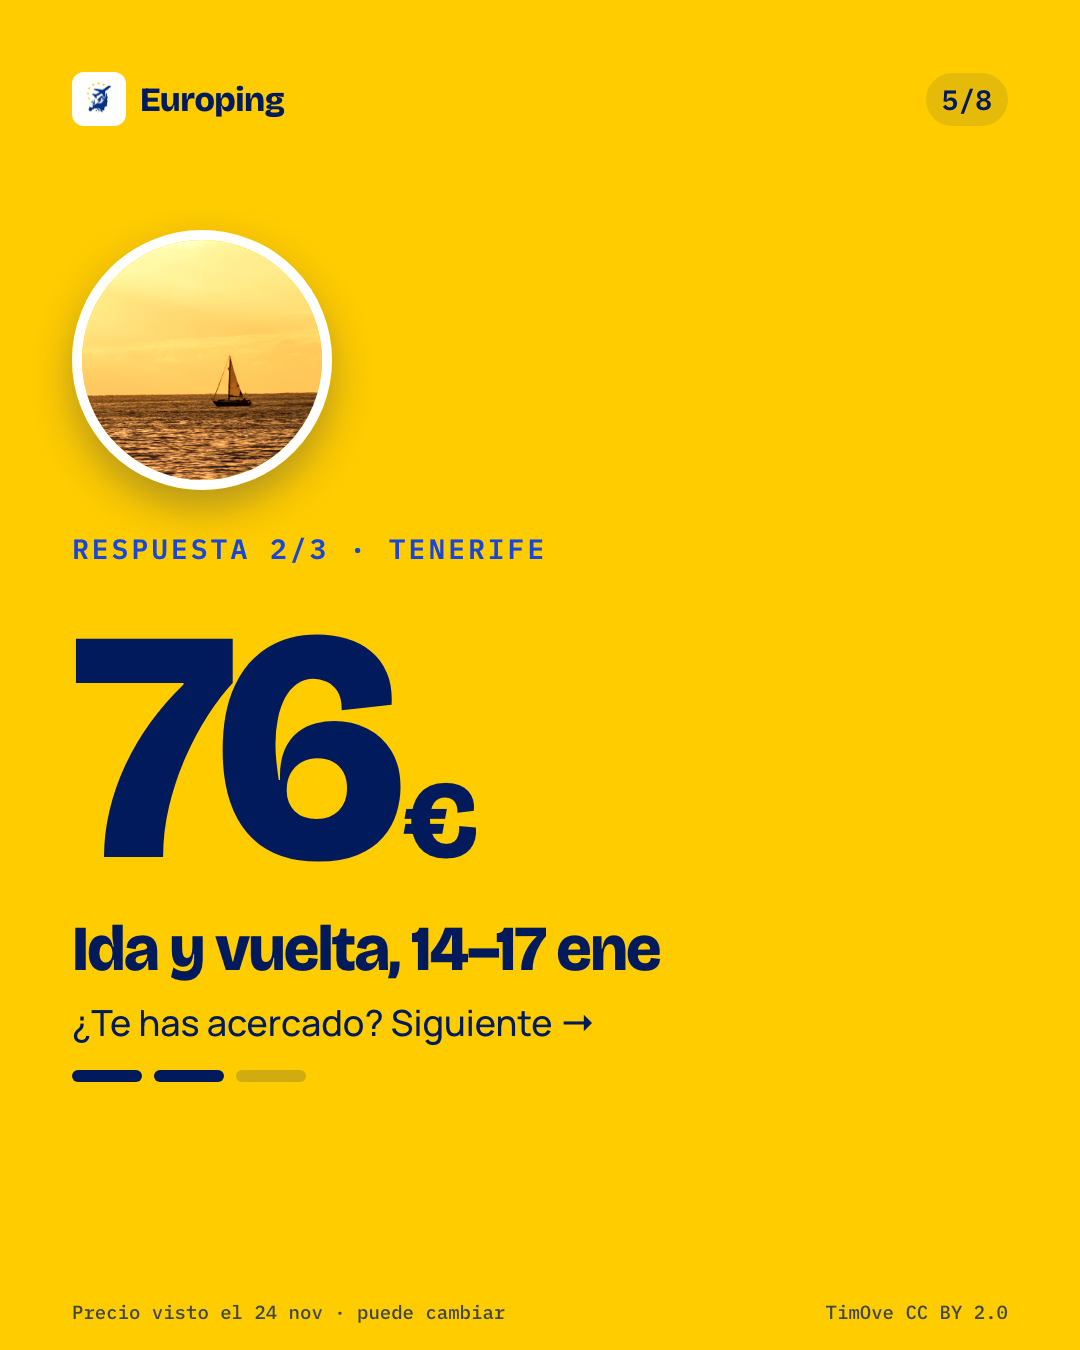 Europing
5/8
RESPUESTA 2/3 · TENERIFE
76€
Ida y vuelta, 14–17 ene
¿Te has acercado? Siguiente →
Precio visto el 24 nov · puede cambiar
TimOve CC BY 2.0